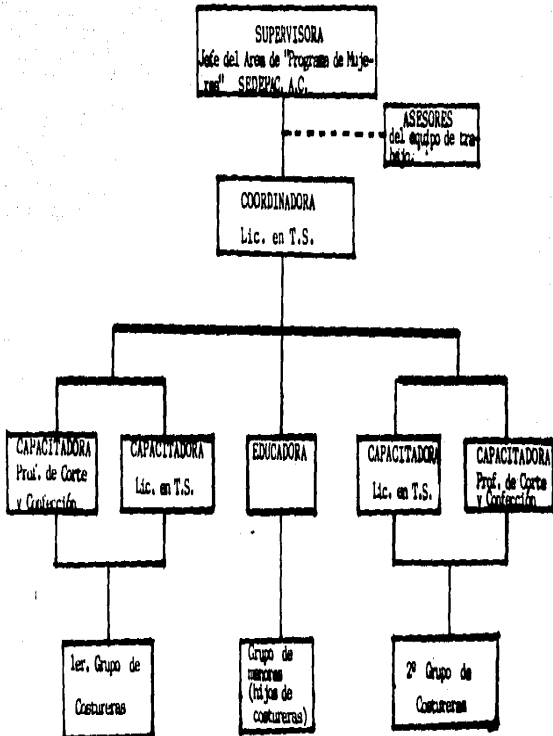 SUPERVISORA
Jefe del Area de "Programa de Muje-
res" SEDEPAC, A.C.
ASESORES
del equipo de tra-
bajo.
COORDINADORA
Lic. en T.S.
CAPACITADORA
Prof. de Corte
y Confección
CAPACITADORA
Lic. en T.S.
EDUCADORA
CAPACITADORA
Lic. en T.S.
CAPACITADORA
Prof. de Corte
y Confección
1er. Grupo de
Costureras
Grupo de
menores
(hijos de
costureras)
2º Grupo de
Costureras